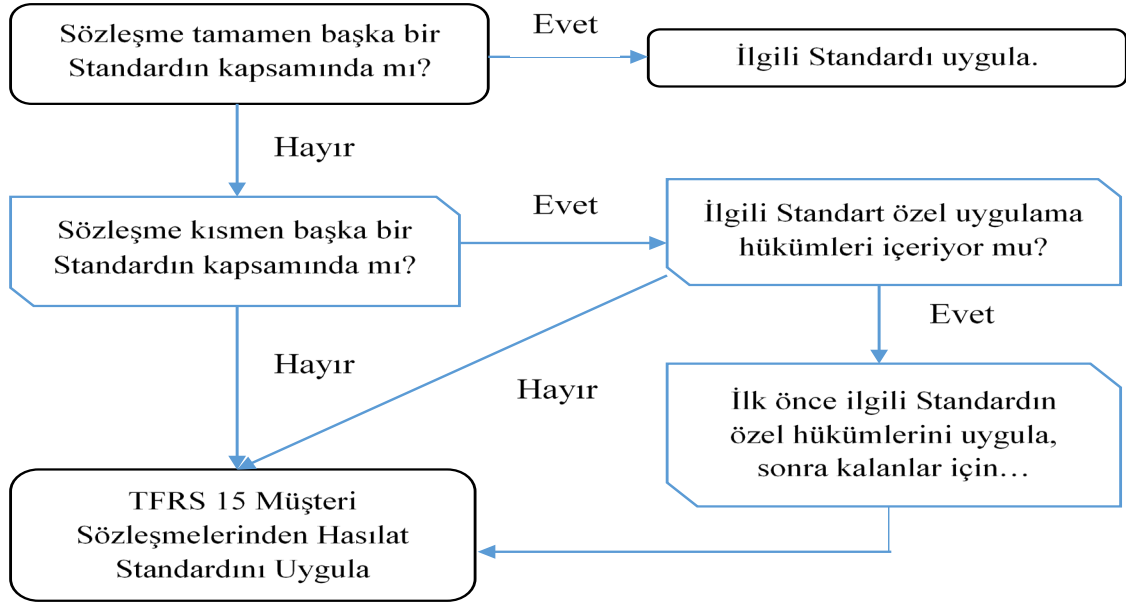 Sözleşme tamamen başka bir
Standardın kapsamında mı?
Evet
İlgili Standardı uygula.
Hayır
Sözleşme kısmen başka bir
Standardın kapsamında mı?
Evet
İlgili Standart özel uygulama
hükümleri içeriyor mu?
Hayır
Hayır
Evet
İlk önce ilgili Standardın
özel hükümlerini uygula,
sonra kalanlar için…
TFRS 15 Müşteri
Sözleşmelerinden Hasılat
Standardını Uygula